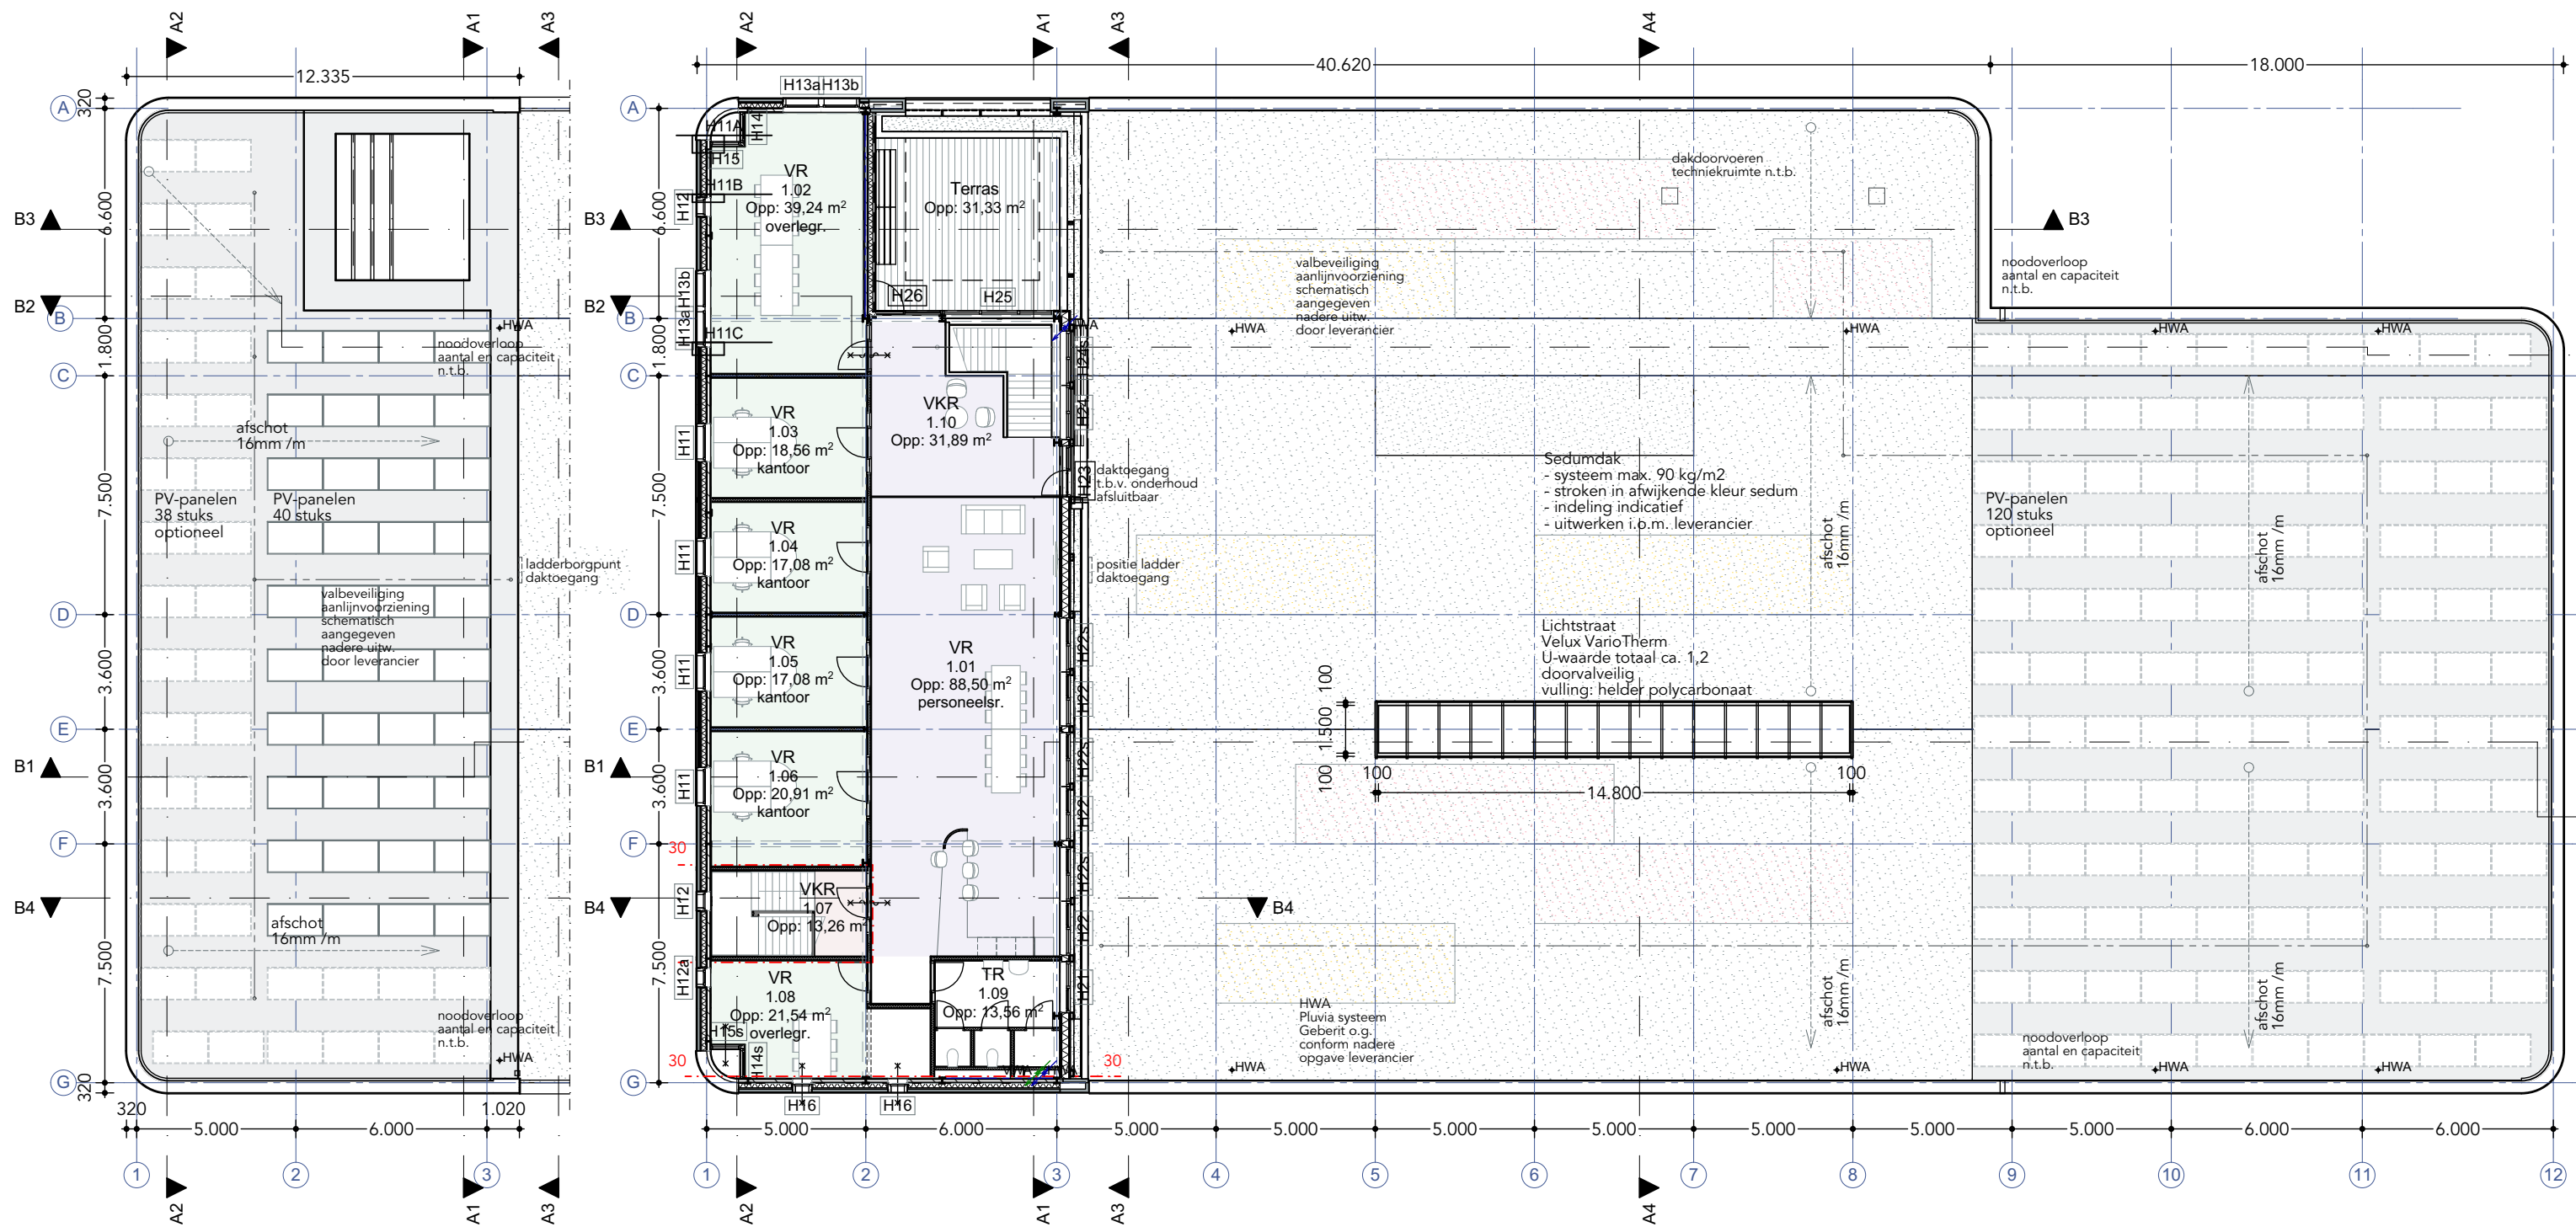 A2
A1
A3
A2
A1
A3
A4
12.335
40.620
18.000
A
320
6.600
B3
B2
B
1.800
C
7.500
D
3.600
E
B1
3.600
F
B4
7.500
G
320
HWA
noodoverloop
aantal en capaciteit
n.t.b.
afschot
16mm /m
PV-panelen
38 stuks
optioneel
PV-panelen
40 stuks
ladderborgpunt
daktoegang
valbeveiliging
aanlijnvoorziening
schematisch
aangegeven
nadere uitw.
door leverancier
afschot
16mm /m
noodoverloop
aantal en capaciteit
n.t.b.
HWA
320
5.000
6.000
1.020
1
2
3
A2
A1
A3
A
6.600
B3
B2
B
1.800
C
7.500
D
3.600
E
B1
3.600
F
B4
7.500
G
H13a
H13b
H11A
H14
H15
H11B
H12
H13b
H13a
H11C
VR
1.02
Opp: 39,24 m²
overlegr.
Terras
Opp: 31,33 m²
H26
H25
H24s
H24
H23
VR
1.03
Opp: 18,56 m²
kantoor
H11
VKR
1.10
Opp: 31,89 m²
daktoegang
t.b.v. onderhoud
afsluitbaar
VR
1.04
Opp: 17,08 m²
kantoor
H11
positie ladder
daktoegang
VR
1.05
Opp: 17,08 m²
kantoor
H11
VR
1.01
Opp: 88,50 m²
personeelsr.
H22s
H22
H22s
H22
H22s
H22
H21
VR
1.06
Opp: 20,91 m²
kantoor
H11
30
VKR
1.07
Opp: 13,26 m²
H12
H12a
VR
1.08
Opp: 21,54 m²
overlegr.
H15s
H14s
TR
1.09
Opp: 13,56 m²
30
30
H16
H16
dakdoorvoeren
techniekruimte n.t.b.
valbeveiliging
aanlijnvoorziening
schematisch
aangegeven
nadere uitw.
door leverancier
B3
noodoverloop
aantal en capaciteit
n.t.b.
HWA
HWA
HWA
HWA
Sedumdak
- systeem max. 90 kg/m2
- stroken in afwijkende kleur sedum
- indeling indicatief
- uitwerken i.o.m. leverancier
afschot
16mm /m
PV-panelen
120 stuks
optioneel
afschot
16mm /m
Lichtstraat
Velux VarioTherm
U-waarde totaal ca. 1,2
doorvalveilig
vulling: helder polycarbonaat
100
1.500
100
100
100
14.800
B4
afschot
16mm /m
afschot
16mm /m
HWA
Pluvia systeem
Geberit o.g.
conform nadere
opgave leverancier
noodoverloop
aantal en capaciteit
n.t.b.
HWA
HWA
HWA
HWA
5.000
6.000
5.000
5.000
5.000
5.000
5.000
5.000
5.000
6.000
6.000
1
2
3
4
5
6
7
8
9
10
11
12
A2
A1
A3
A4